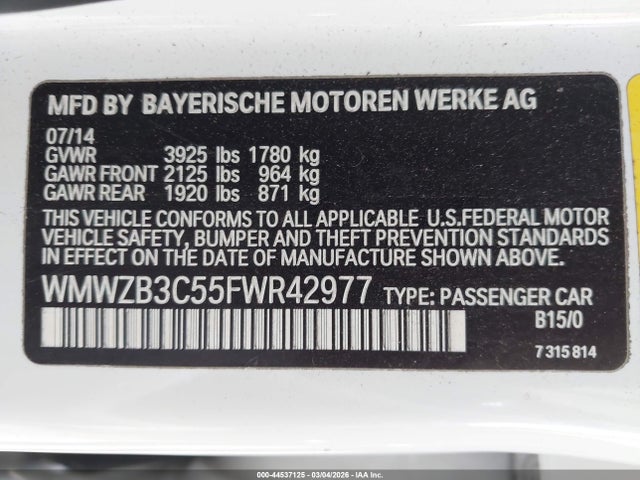 MFD BY BAYERISCHE MOTOREN WERKE AG
07/14
GVWR 3925 lbs 1780 kg
GAWR FRONT 2125 lbs 964 kg
GAWR REAR 1920 lbs 871 kg
THIS VEHICLE CONFORMS TO ALL APPLICABLE U.S.FEDERAL MOTOR
VEHICLE SAFETY, BUMPER AND THEFT PREVENTION STANDARDS
IN EFFECT ON THE DATE OF MANUFACTURE SHOWN ABOVE.
WMWZB3C55FWR42977 TYPE: PASSENGER CAR
B15/0
7 315 814
000-44537125 - 03/04/2026 - IAA Inc.